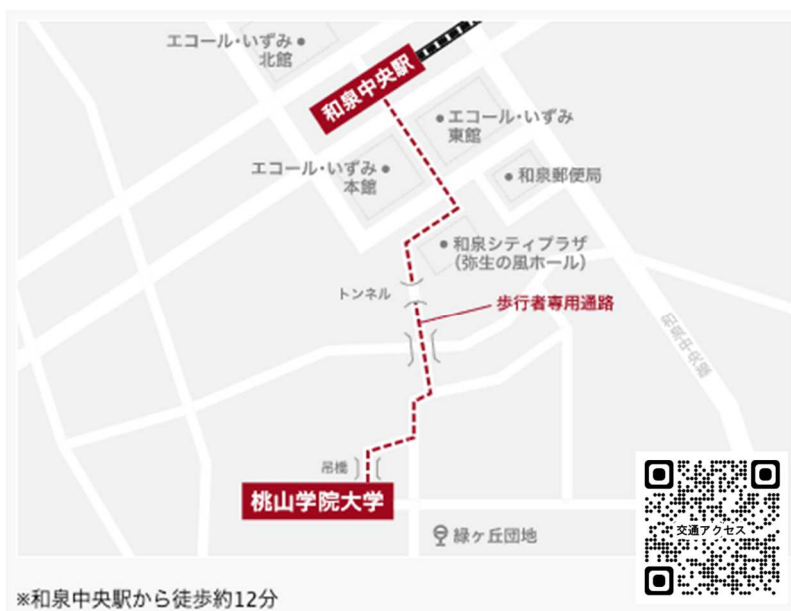 エコール・いずみ
北館
和泉中央駅
エコール・いずみ
東館
エコール・いずみ
本館
和泉郵便局
和泉シティプラザ
(弥生の風ホール)
トンネル
歩行者専用通路
和泉中央線
吊橋
桃山学院大学
緑ヶ丘団地
交通アクセス
※和泉中央駅から徒歩約12分